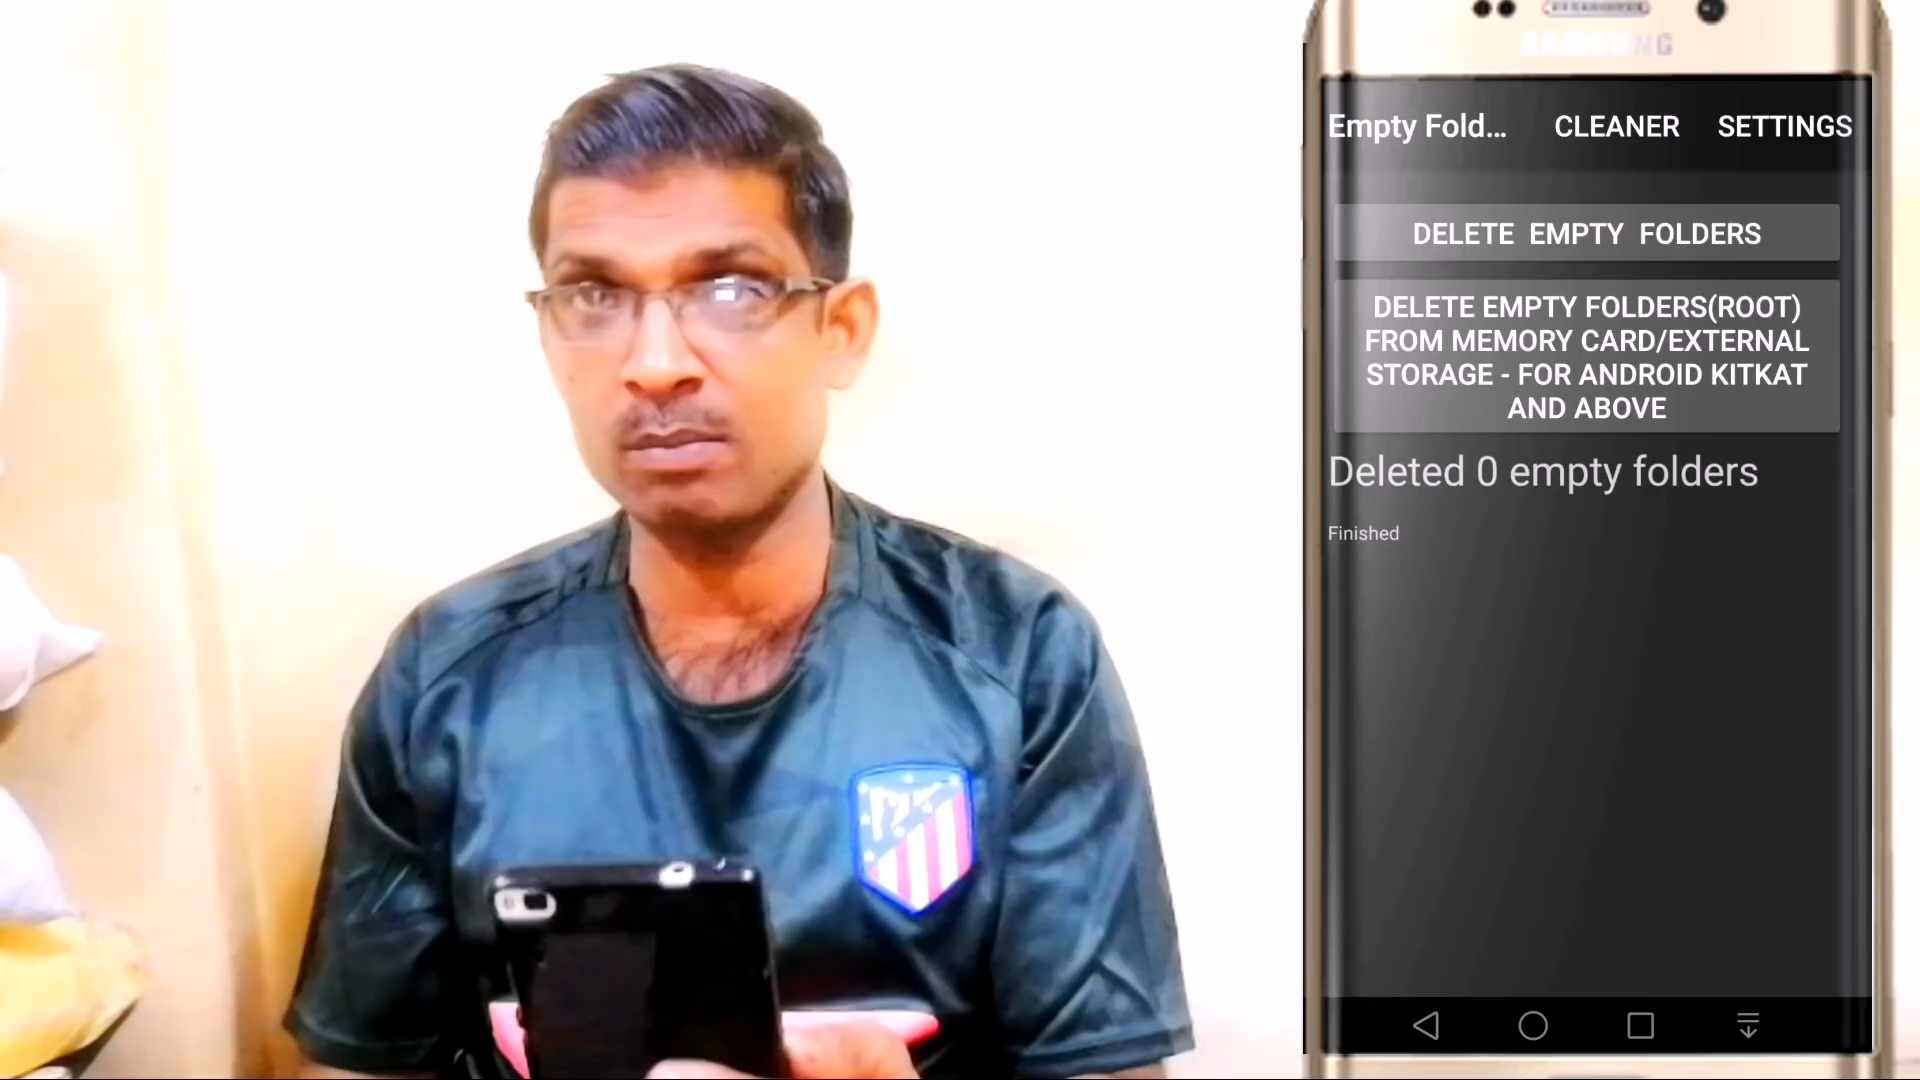 SAMSUNG
Empty Fold...
CLEANER
SETTINGS
DELETE EMPTY FOLDERS
DELETE EMPTY FOLDERS(ROOT)
FROM MEMORY CARD/EXTERNAL
STORAGE - FOR ANDROID KITKAT
AND ABOVE
Deleted 0 empty folders
Finished